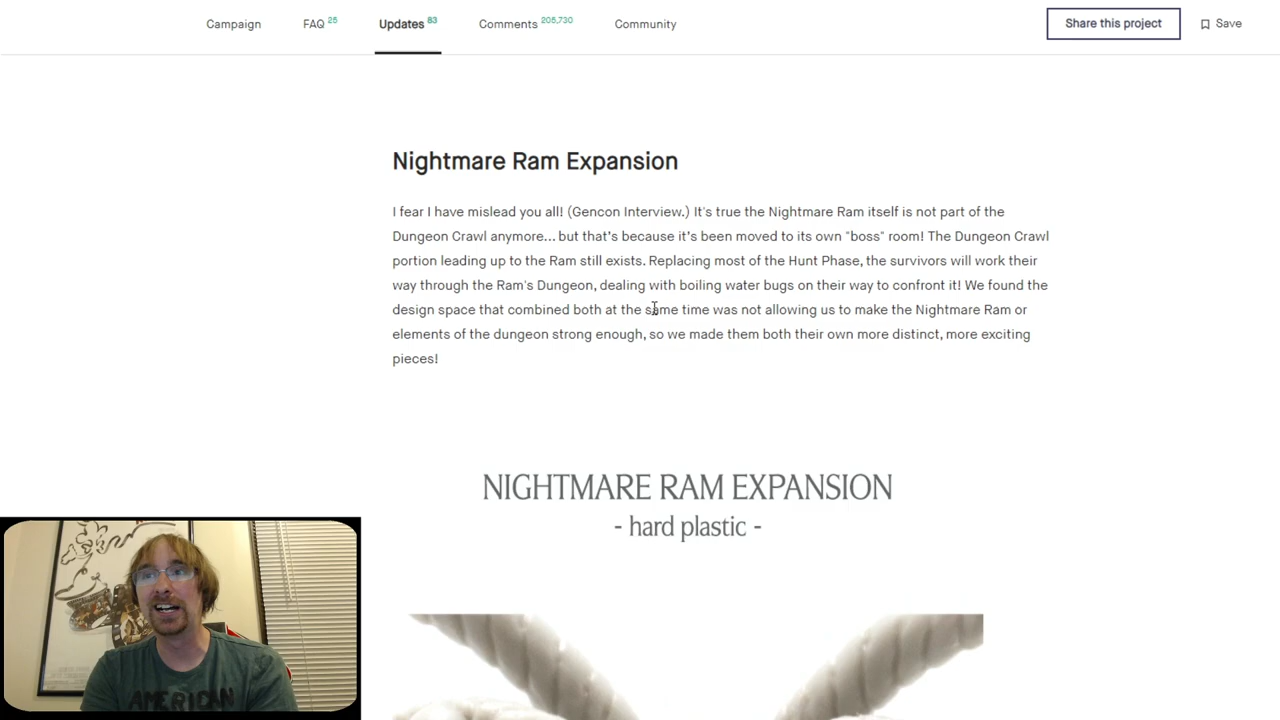 Campaign FAQ 25 Updates 83 Comments 205,730 Community Share this project Save
Nightmare Ram Expansion
I fear I have mislead you all! (Gencon Interview.) It's true the Nightmare Ram itself is not part of the
Dungeon Crawl anymore... but that's because it's been moved to its own "boss" room! The Dungeon Crawl
portion leading up to the Ram still exists. Replacing most of the Hunt Phase, the survivors will work their
way through the Ram's Dungeon, dealing with boiling water bugs on their way to confront it! We found the
design space that combined both at the same time was not allowing us to make the Nightmare Ram or
elements of the dungeon strong enough, so we made them both their own more distinct, more exciting
pieces!
NIGHTMARE RAM EXPANSION
- hard plastic -
AMERICAN